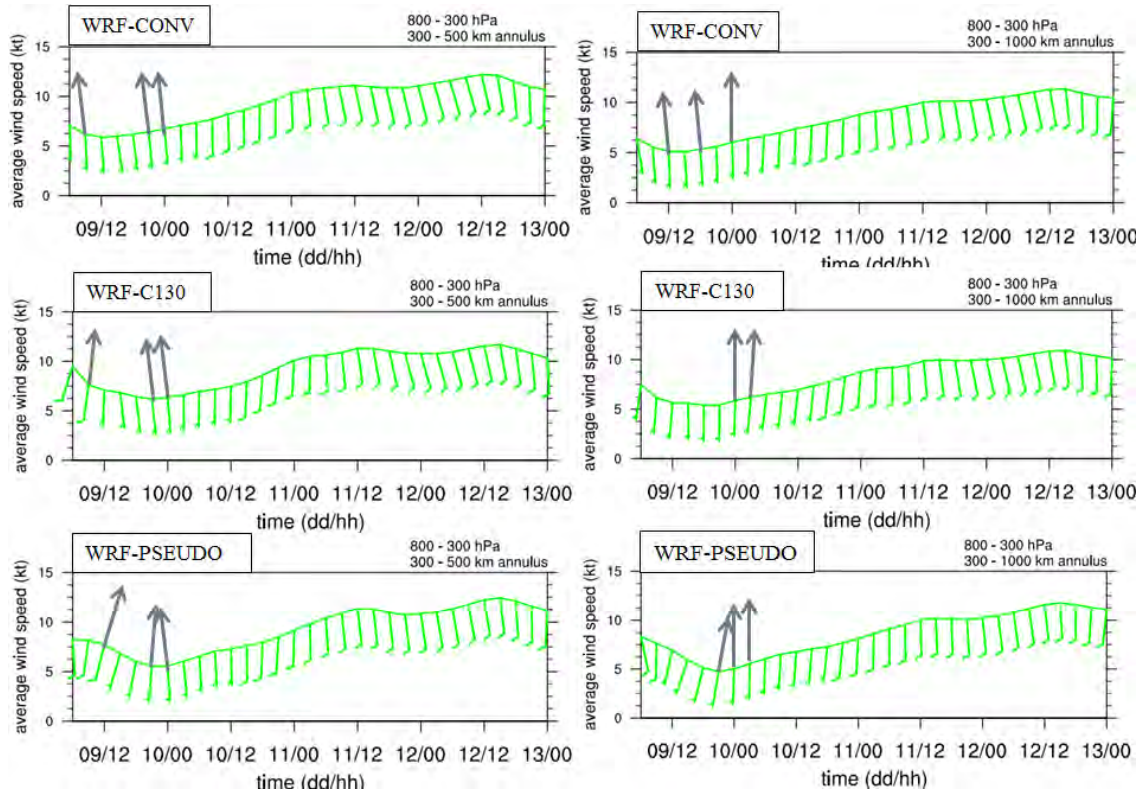 WRF-CONV
800 - 300 hPa
300 - 500 km annulus
average wind speed (kt)
15
10
5
0
09/12 10/00 10/12 11/00 11/12 12/00 12/12 13/00
time (dd/hh)
WRF-CONV
800 - 300 hPa
300 - 1000 km annulus
average wind speed (kt)
15
10
5
0
09/12 10/00 10/12 11/00 11/12 12/00 12/12 13/00
time (dd/hh)
WRF-C130
800 - 300 hPa
300 - 500 km annulus
average wind speed (kt)
15
10
5
0
09/12 10/00 10/12 11/00 11/12 12/00 12/12 13/00
time (dd/hh)
WRF-C130
800 - 300 hPa
300 - 1000 km annulus
average wind speed (kt)
15
10
5
0
09/12 10/00 10/12 11/00 11/12 12/00 12/12 13/00
time (dd/hh)
WRF-PSEUDO
800 - 300 hPa
300 - 500 km annulus
average wind speed (kt)
15
10
5
0
09/12 10/00 10/12 11/00 11/12 12/00 12/12 13/00
time (dd/hh)
WRF-PSEUDO
800 - 300 hPa
300 - 1000 km annulus
average wind speed (kt)
15
10
5
0
09/12 10/00 10/12 11/00 11/12 12/00 12/12 13/00
time (dd/hh)